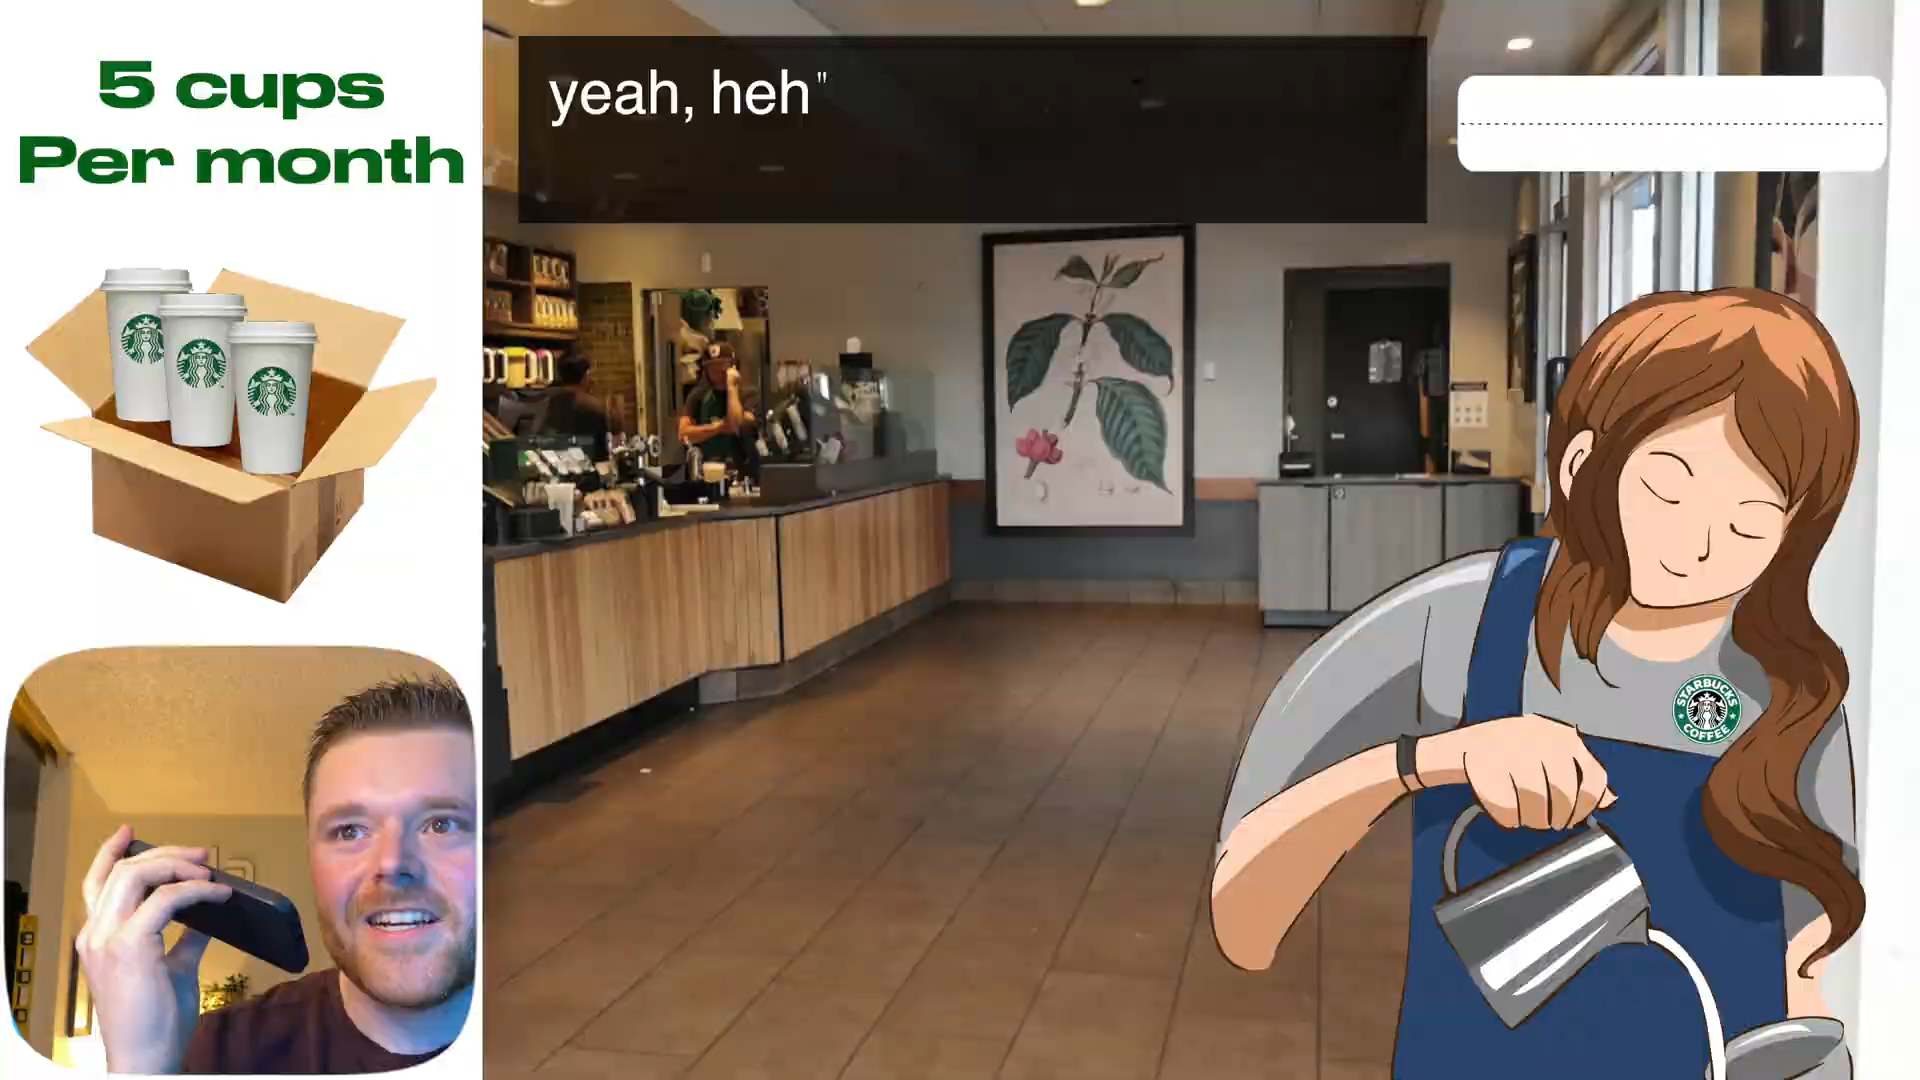 5 cups
Per month
yeah, heh"
STARBUCKS
COFFEE